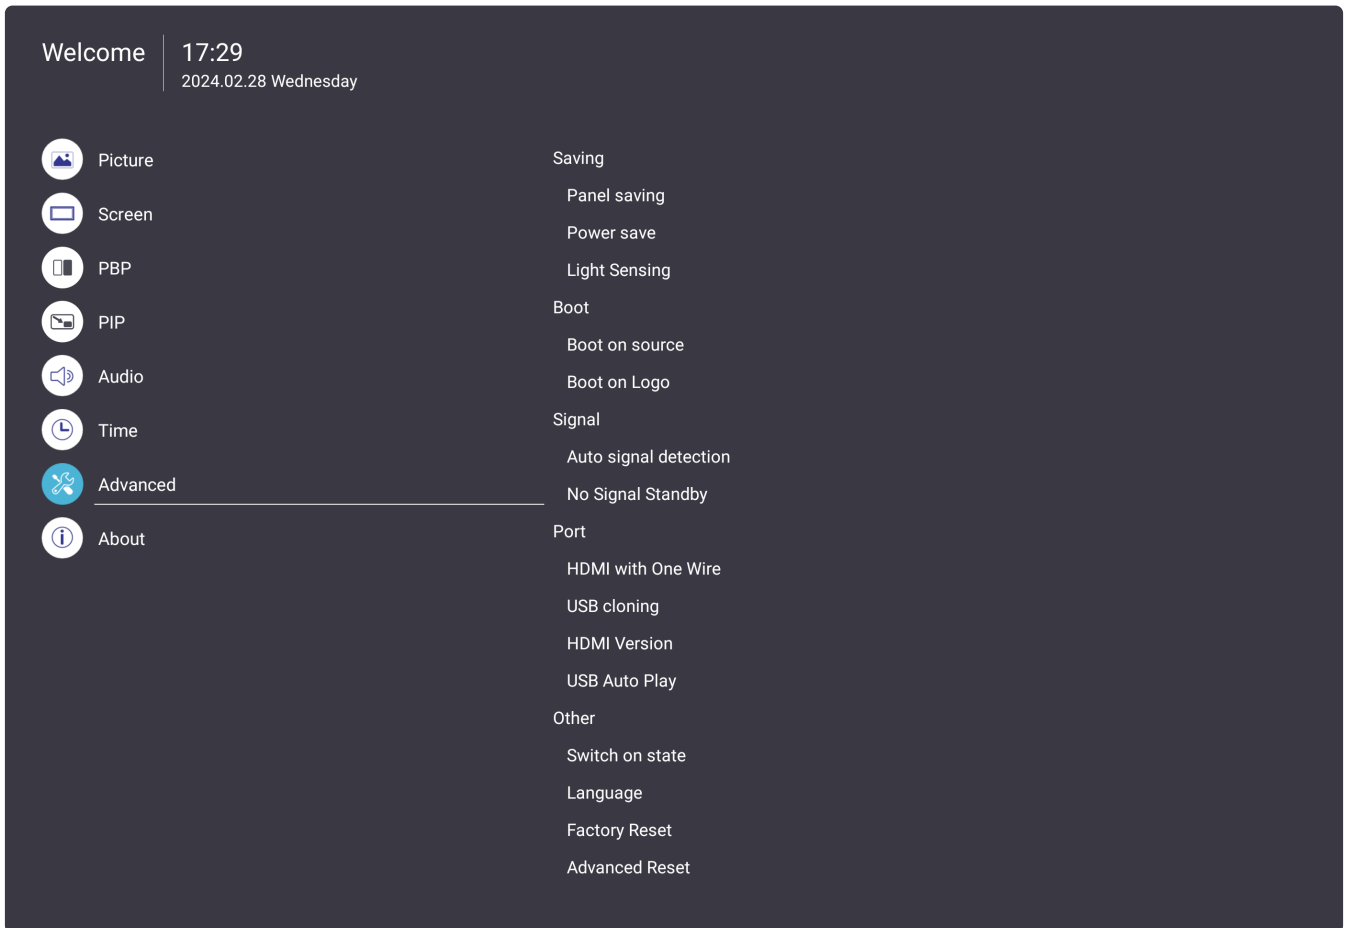 Welcome
17:29
2024.02.28 Wednesday
Picture
Screen
PBP
PIP
Audio
Time
Advanced
About
Saving
Panel saving
Power save
Light Sensing
Boot
Boot on source
Boot on Logo
Signal
Auto signal detection
No Signal Standby
Port
HDMI with One Wire
USB cloning
HDMI Version
USB Auto Play
Other
Switch on state
Language
Factory Reset
Advanced Reset